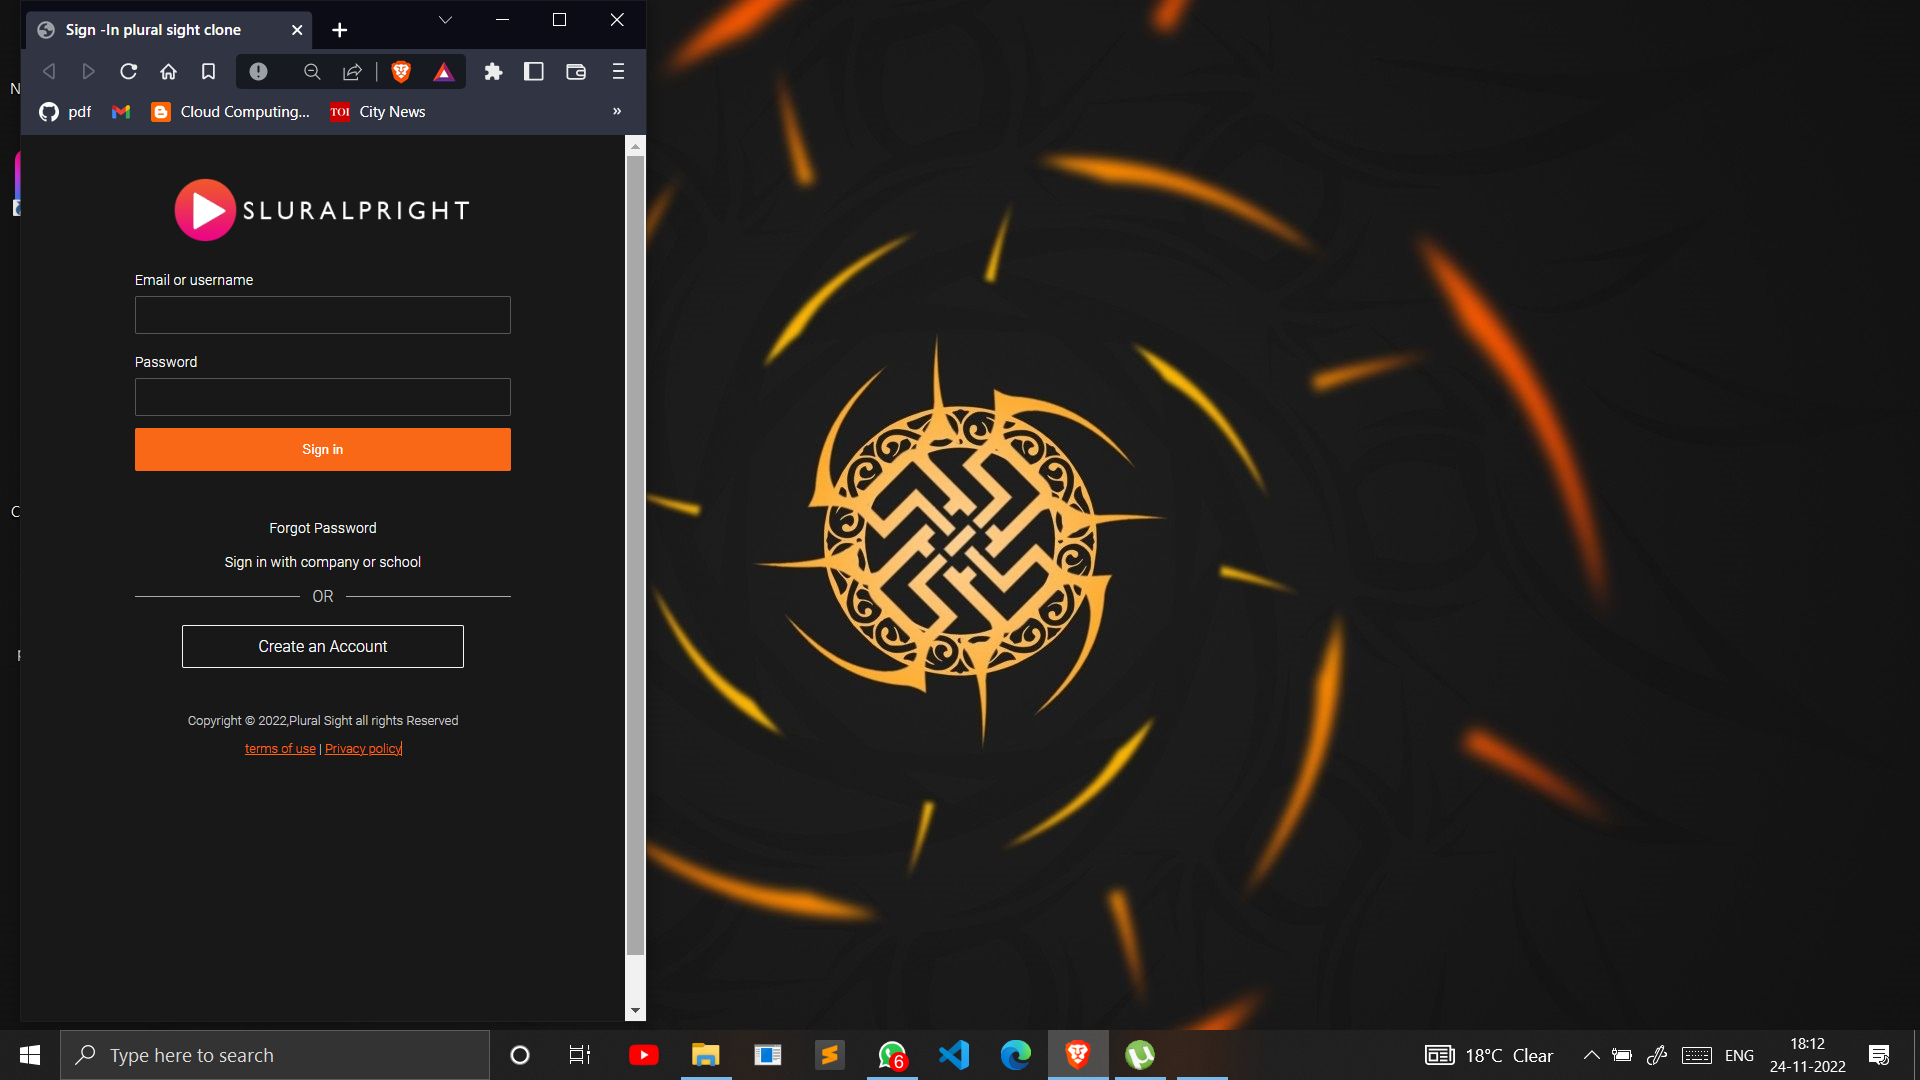 Sign -In plural sight clone
pdf
Cloud Computing...
TOI
City News
»
N
SLURALPRIGHT
Email or username
Password
Sign in
Forgot Password
Sign in with company or school
OR
Create an Account
Copyright © 2022,Plural Sight all rights Reserved
terms of use | Privacy policy
Type here to search
6
18°C Clear
ENG
18:12
24-11-2022